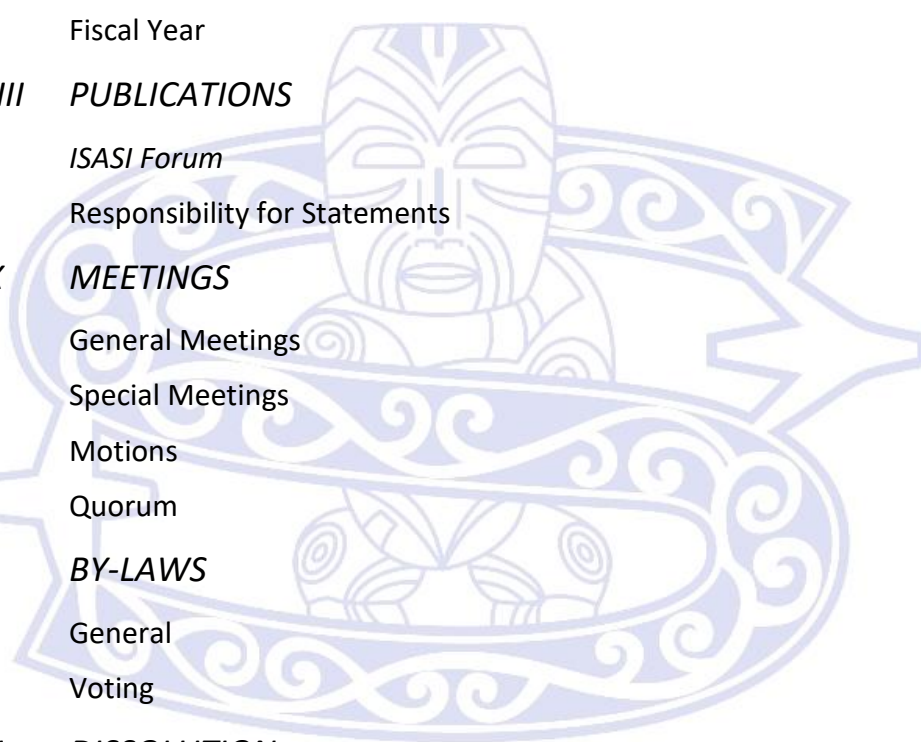 Fiscal Year
III PUBLICATIONS
ISASI Forum
Responsibility for Statements
MEETINGS
General Meetings
Special Meetings
Motions
Quorum
BY-LAWS
General
Voting
DISSOLUTION